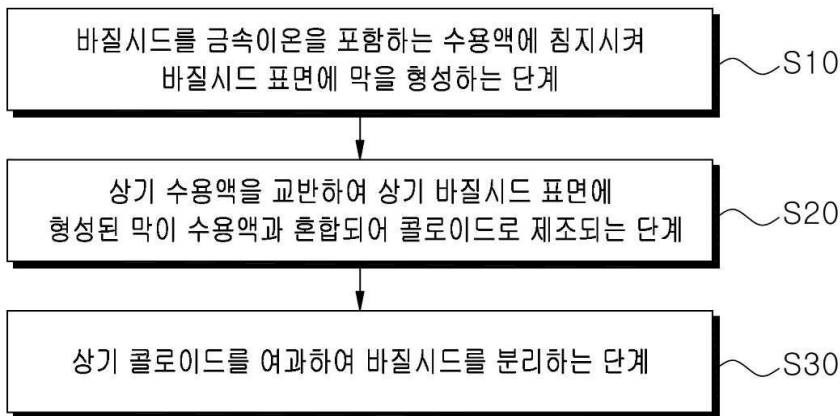 바질시드를 금속이온을 포함하는 수용액에 침지시켜
바질시드 표면에 막을 형성하는 단계
S10
상기 수용액을 교반하여 상기 바질시드 표면에
형성된 막이 수용액과 혼합되어 콜로이드로 제조되는 단계
S20
상기 콜로이드를 여과하여 바질시드를 분리하는 단계
S30